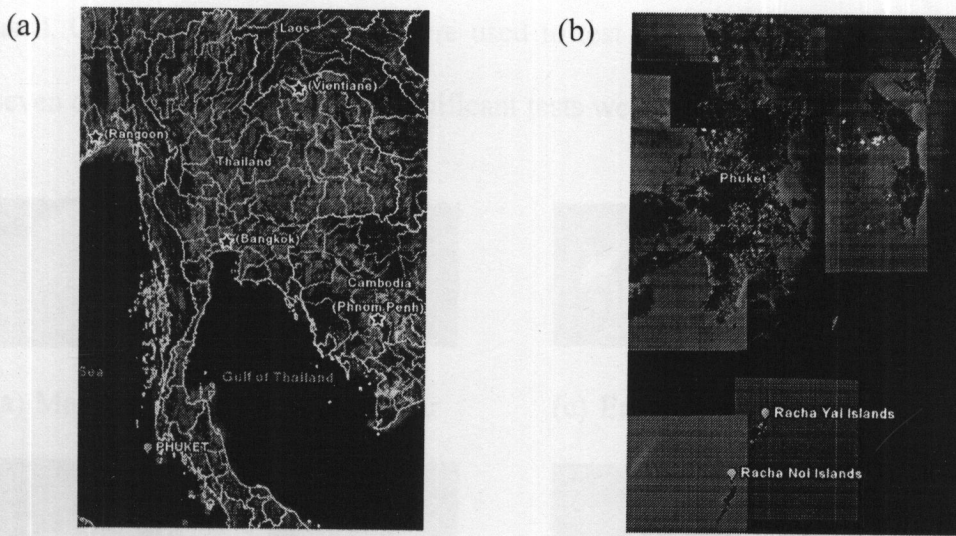 (a)
Laos
(Vientiane)
(Rangoon)
Thailand
(Bangkok)
Cambodia
(Phnom Penh)
Sea
Gulf of Thailand
PHUKET
(b)
Phuket
Racha Yai Islands
Racha Noi Islands